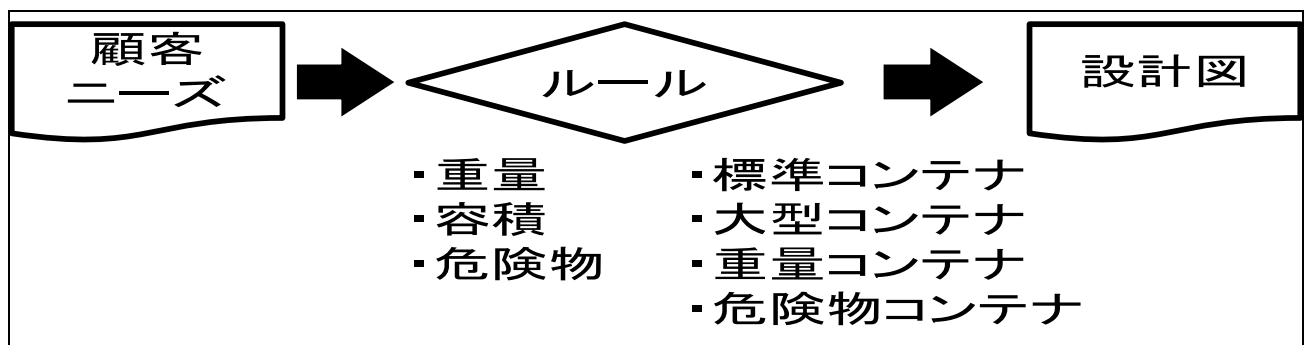 顧客
ニーズ
ルール
設計図
・重量
・容積
・危険物
・標準コンテナ
・大型コンテナ
・重量コンテナ
・危険物コンテナ